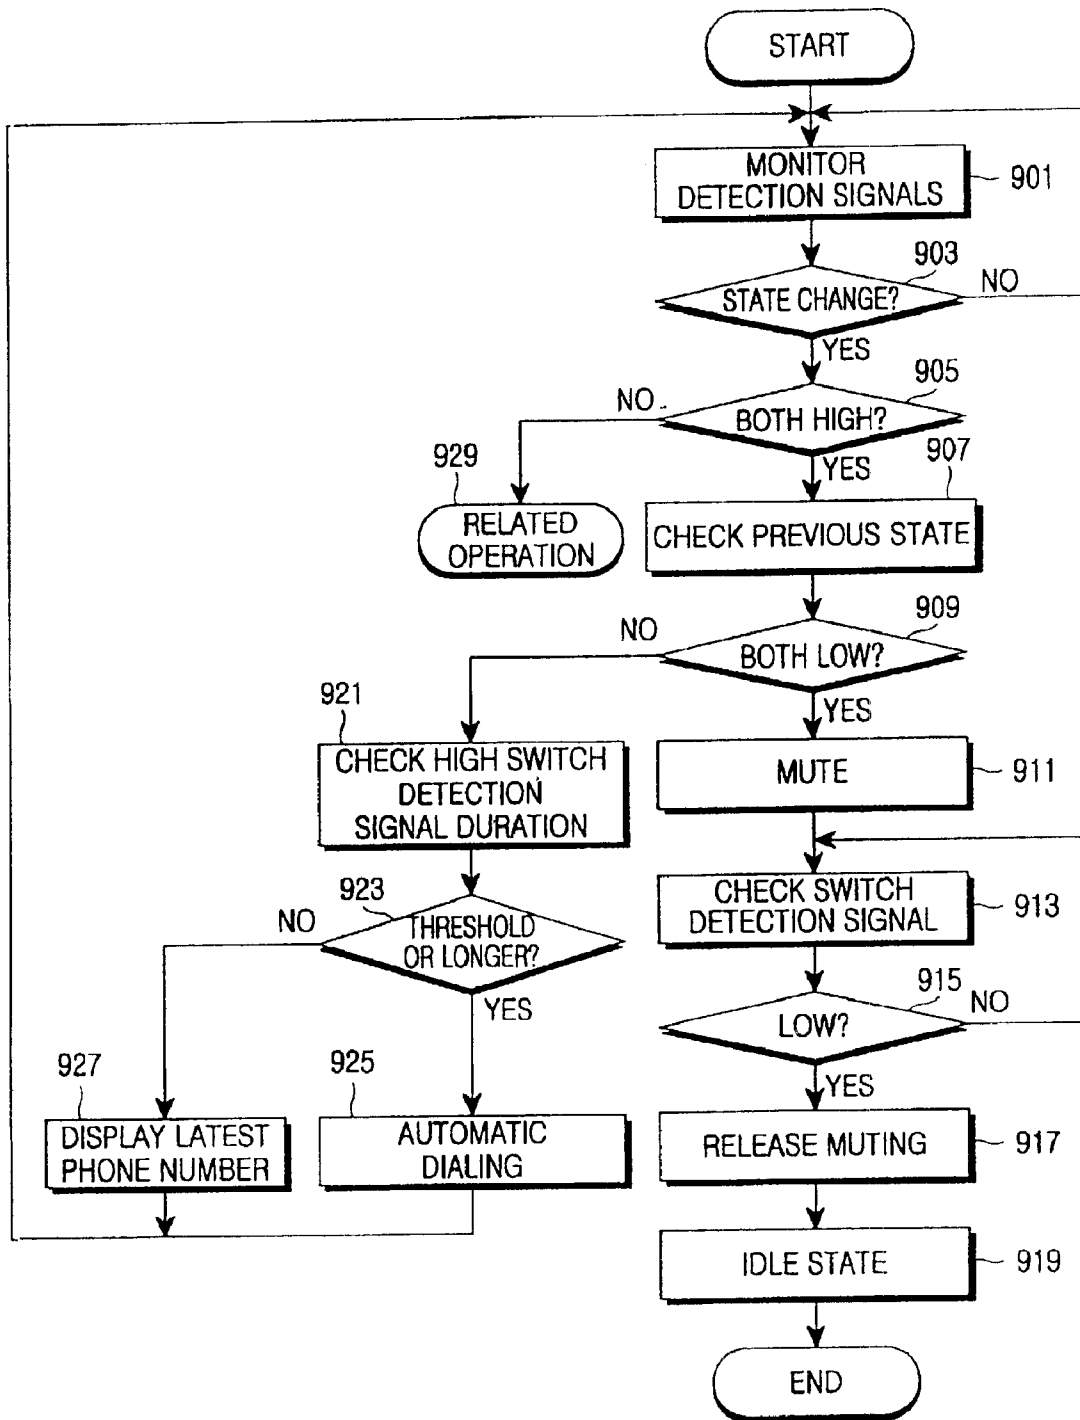 START
MONITOR
DETECTION SIGNALS
901
903
STATE CHANGE?
NO
YES
905
NO
BOTH HIGH?
YES
907
929
RELATED
OPERATION
CHECK PREVIOUS STATE
909
NO
BOTH LOW?
YES
921
CHECK HIGH SWITCH
DETECTION
SIGNAL DURATION
MUTE
911
923
NO
THRESHOLD
OR LONGER?
YES
CHECK SWITCH
DETECTION SIGNAL
913
915
LOW?
NO
YES
927
DISPLAY LATEST
PHONE NUMBER
925
AUTOMATIC
DIALING
RELEASE MUTING
917
IDLE STATE
919
END